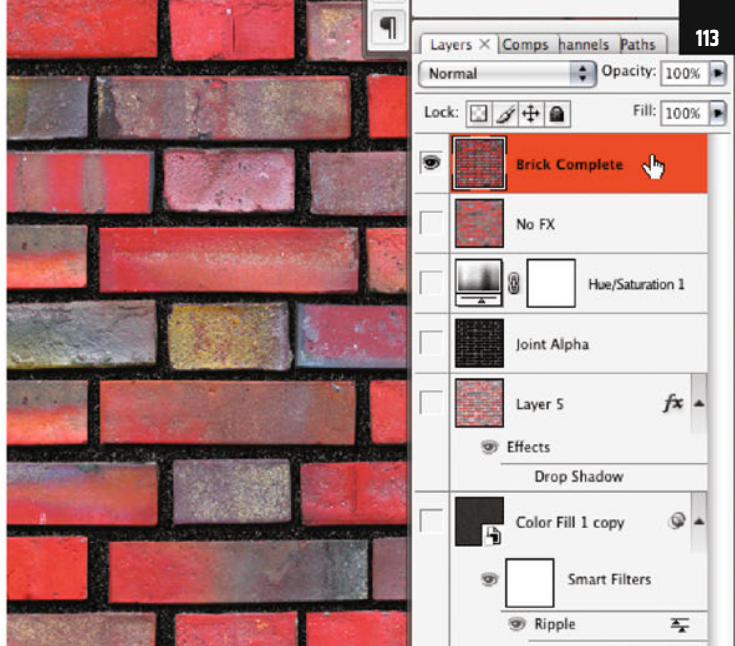 113
Layers × Comps hannels Paths
Normal Opacity: 100%
Lock: Fill: 100%
Brick Complete
No FX
Hue/Saturation 1
Joint Alpha
Layer 5 fx
Effects
Drop Shadow
Color Fill 1 copy
Smart Filters
Ripple